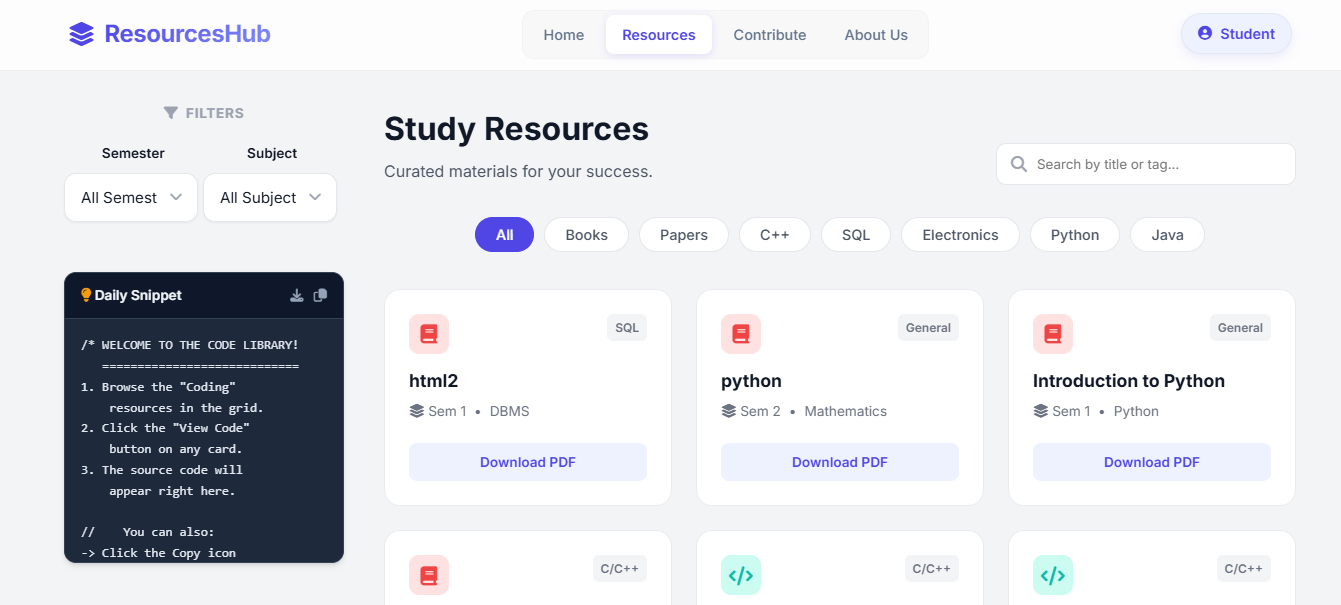 ResourcesHub
Home Resources Contribute About Us
Student
FILTERS
Semester Subject
All Semest All Subject
Daily Snippet
/* WELCOME TO THE CODE LIBRARY!
============================
1. Browse the "Coding"
resources in the grid.
2. Click the "View Code"
button on any card.
3. The source code will
appear right here.
// You can also:
-> Click the Copy icon
Study Resources
Curated materials for your success.
Search by title or tag...
All Books Papers C++ SQL Electronics Python Java
SQL
html2
Sem 1 • DBMS
Download PDF
General
python
Sem 2 • Mathematics
Download PDF
General
Introduction to Python
Sem 1 • Python
Download PDF
C/C++
</>
C/C++
</>
C/C++